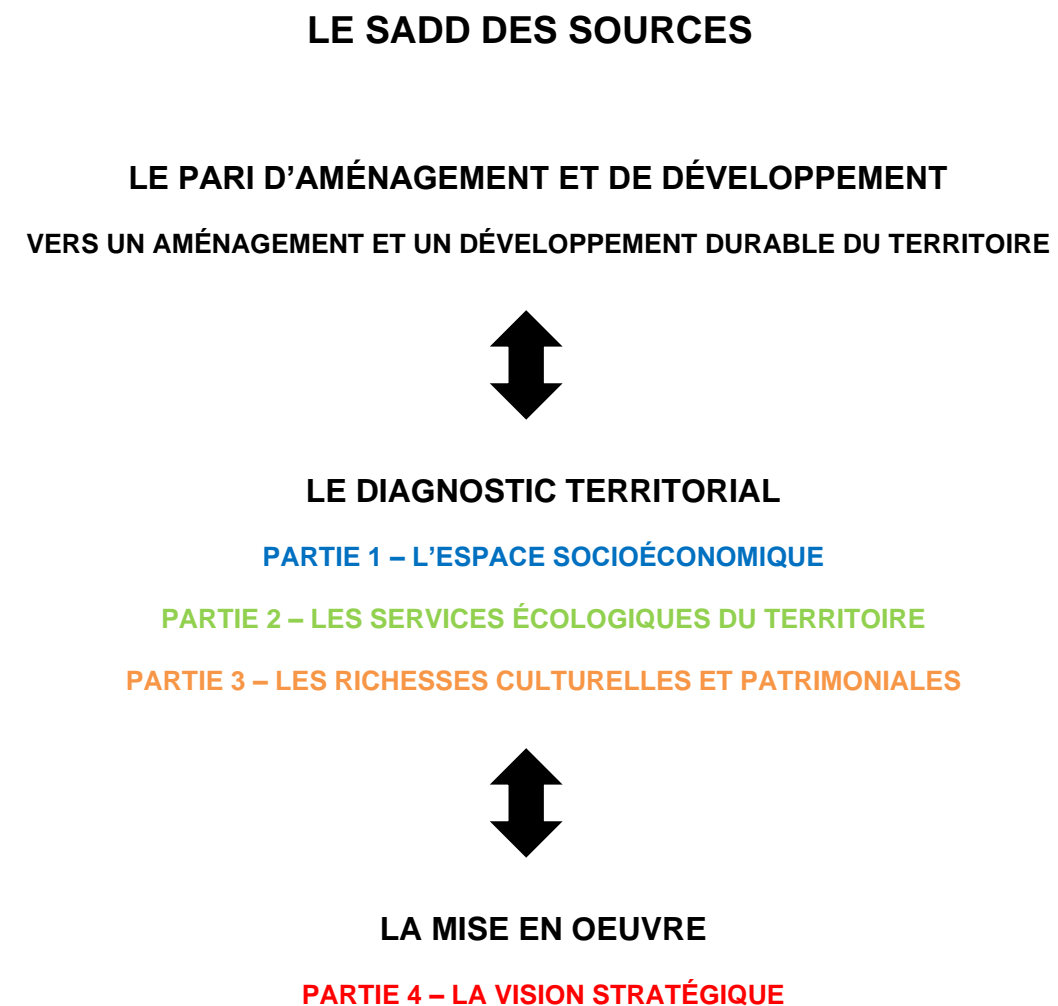 LE SADD DES SOURCES
LE PARI D’AMÉNAGEMENT ET DE DÉVELOPPEMENT
VERS UN AMÉNAGEMENT ET UN DÉVELOPPEMENT DURABLE DU TERRITOIRE
LE DIAGNOSTIC TERRITORIAL
PARTIE 1 – L’ESPACE SOCIOÉCONOMIQUE
PARTIE 2 – LES SERVICES ÉCOLOGIQUES DU TERRITOIRE
PARTIE 3 – LES RICHESSES CULTURELLES ET PATRIMONIALES
LA MISE EN OEUVRE
PARTIE 4 – LA VISION STRATÉGIQUE